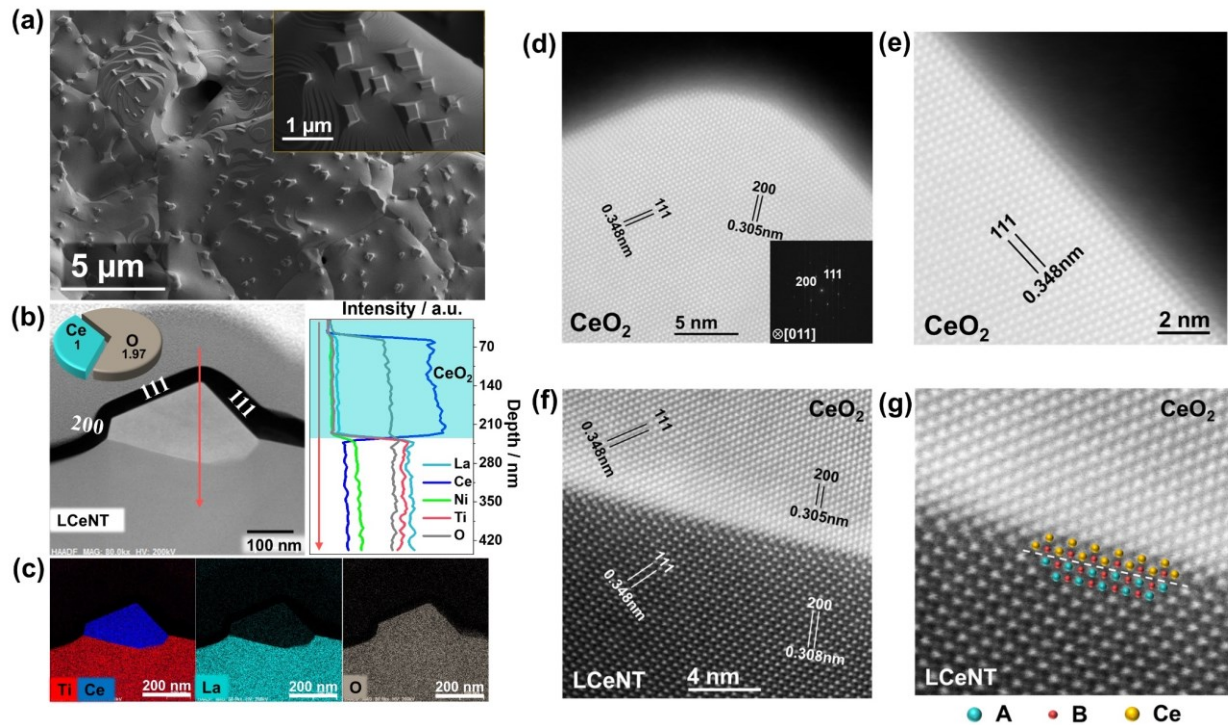 (a)
1 μm
5 μm
(b)
Ce
1
O
1.97
111
111
200
LCeNT
100 nm
HAADF MAG: 80.0kx HV: 200kV
Intensity / a.u.
70
140
210
280
350
420
Depth / nm
CeO2
La
Ce
Ni
Ti
O
(c)
Ti Ce 200 nm
La 200 nm
O 200 nm
(d)
111
0.348nm
200
0.305nm
200 111
⊗[011]
CeO2
5 nm
(e)
111
0.348nm
CeO2
2 nm
(f)
CeO2
111
0.348nm
200
0.305nm
111
0.348nm
200
0.308nm
LCeNT
4 nm
(g)
CeO2
LCeNT
A B Ce